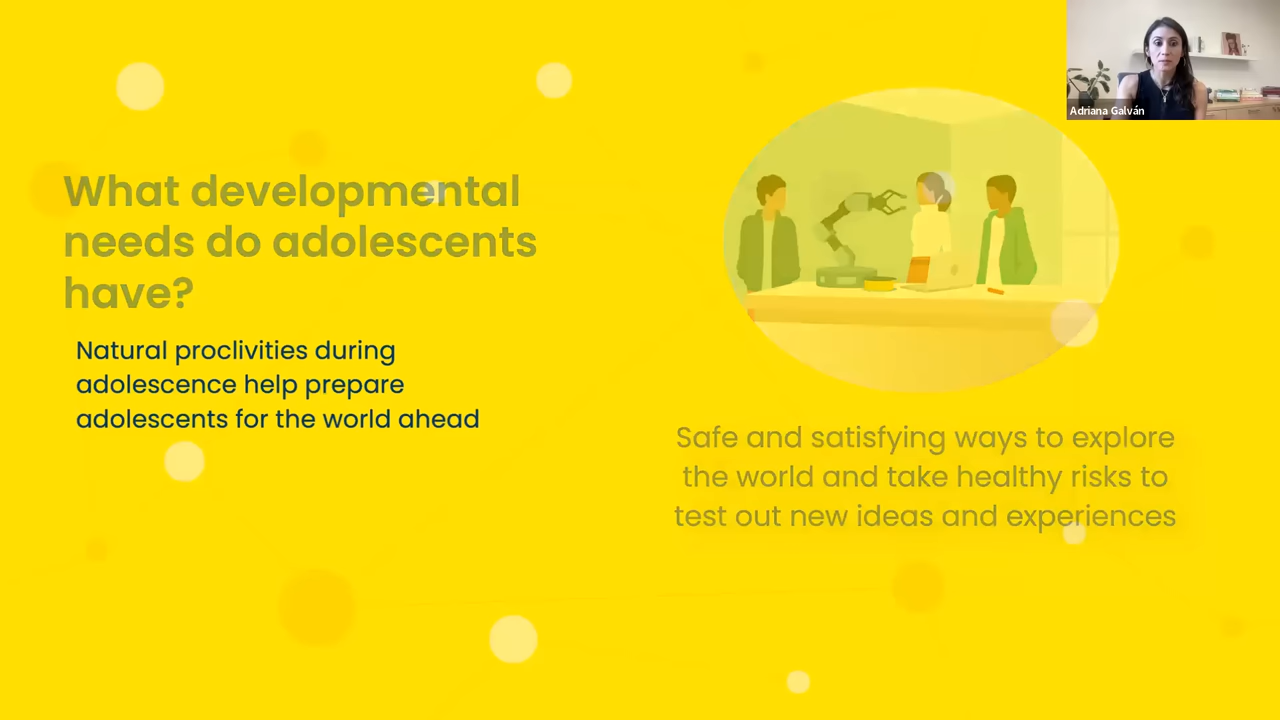 Adriana Galván
What developmental
needs do adolescents
have?
Natural proclivities during
adolescence help prepare
adolescents for the world ahead
Safe and satisfying ways to explore
the world and take healthy risks to
test out new ideas and experiences